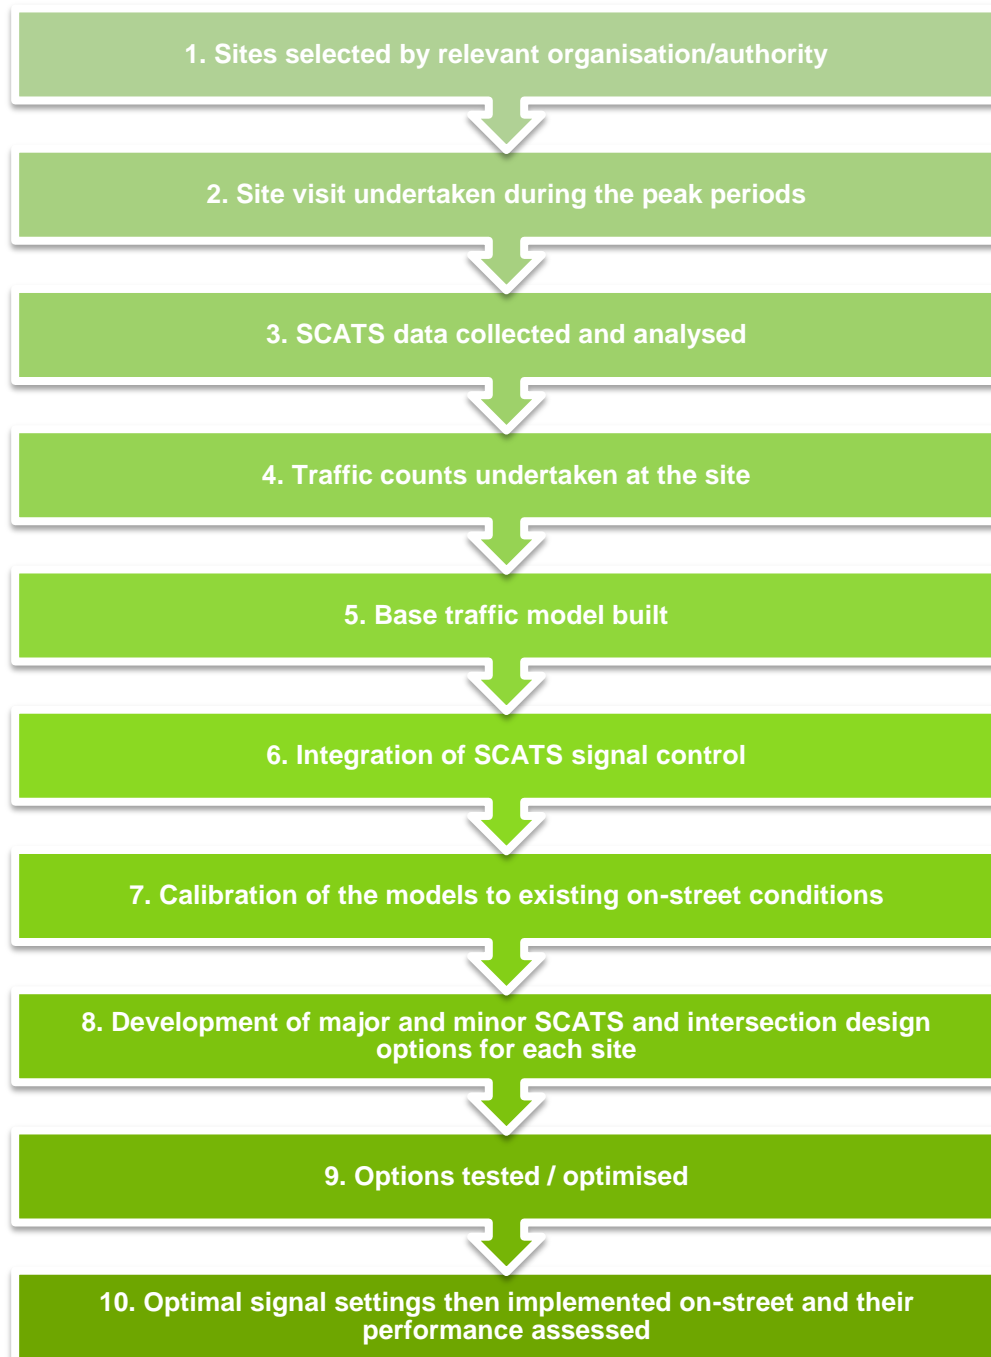 1. Sites selected by relevant organisation/authority
2. Site visit undertaken during the peak periods
3. SCATS data collected and analysed
4. Traffic counts undertaken at the site
5. Base traffic model built
6. Integration of SCATS signal control
7. Calibration of the models to existing on-street conditions
8. Development of major and minor SCATS and intersection design
options for each site
9. Options tested / optimised
10. Optimal signal settings then implemented on-street and their
performance assessed